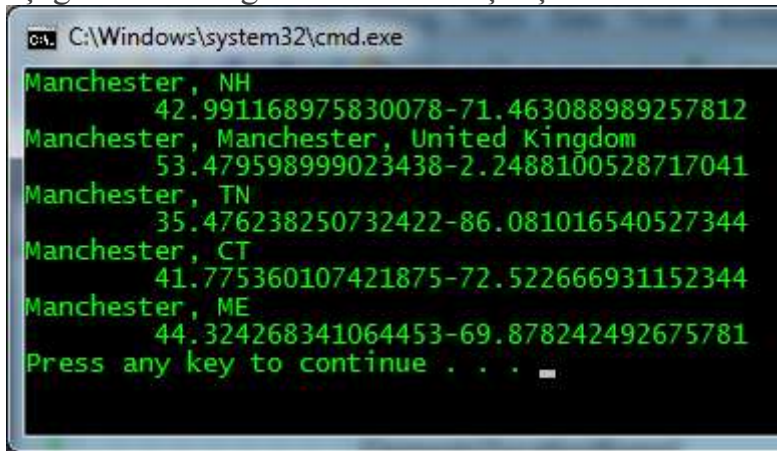 C:\Windows\system32\cmd.exe
Manchester, NH
42.991168975830078-71.463088989257812
Manchester, Manchester, United Kingdom
53.479598999023438-2.2488100528717041
Manchester, TN
35.476238250732422-86.081016540527344
Manchester, CT
41.775360107421875-72.522666931152344
Manchester, ME
44.324268341064453-69.878242492675781
Press any key to continue . . .